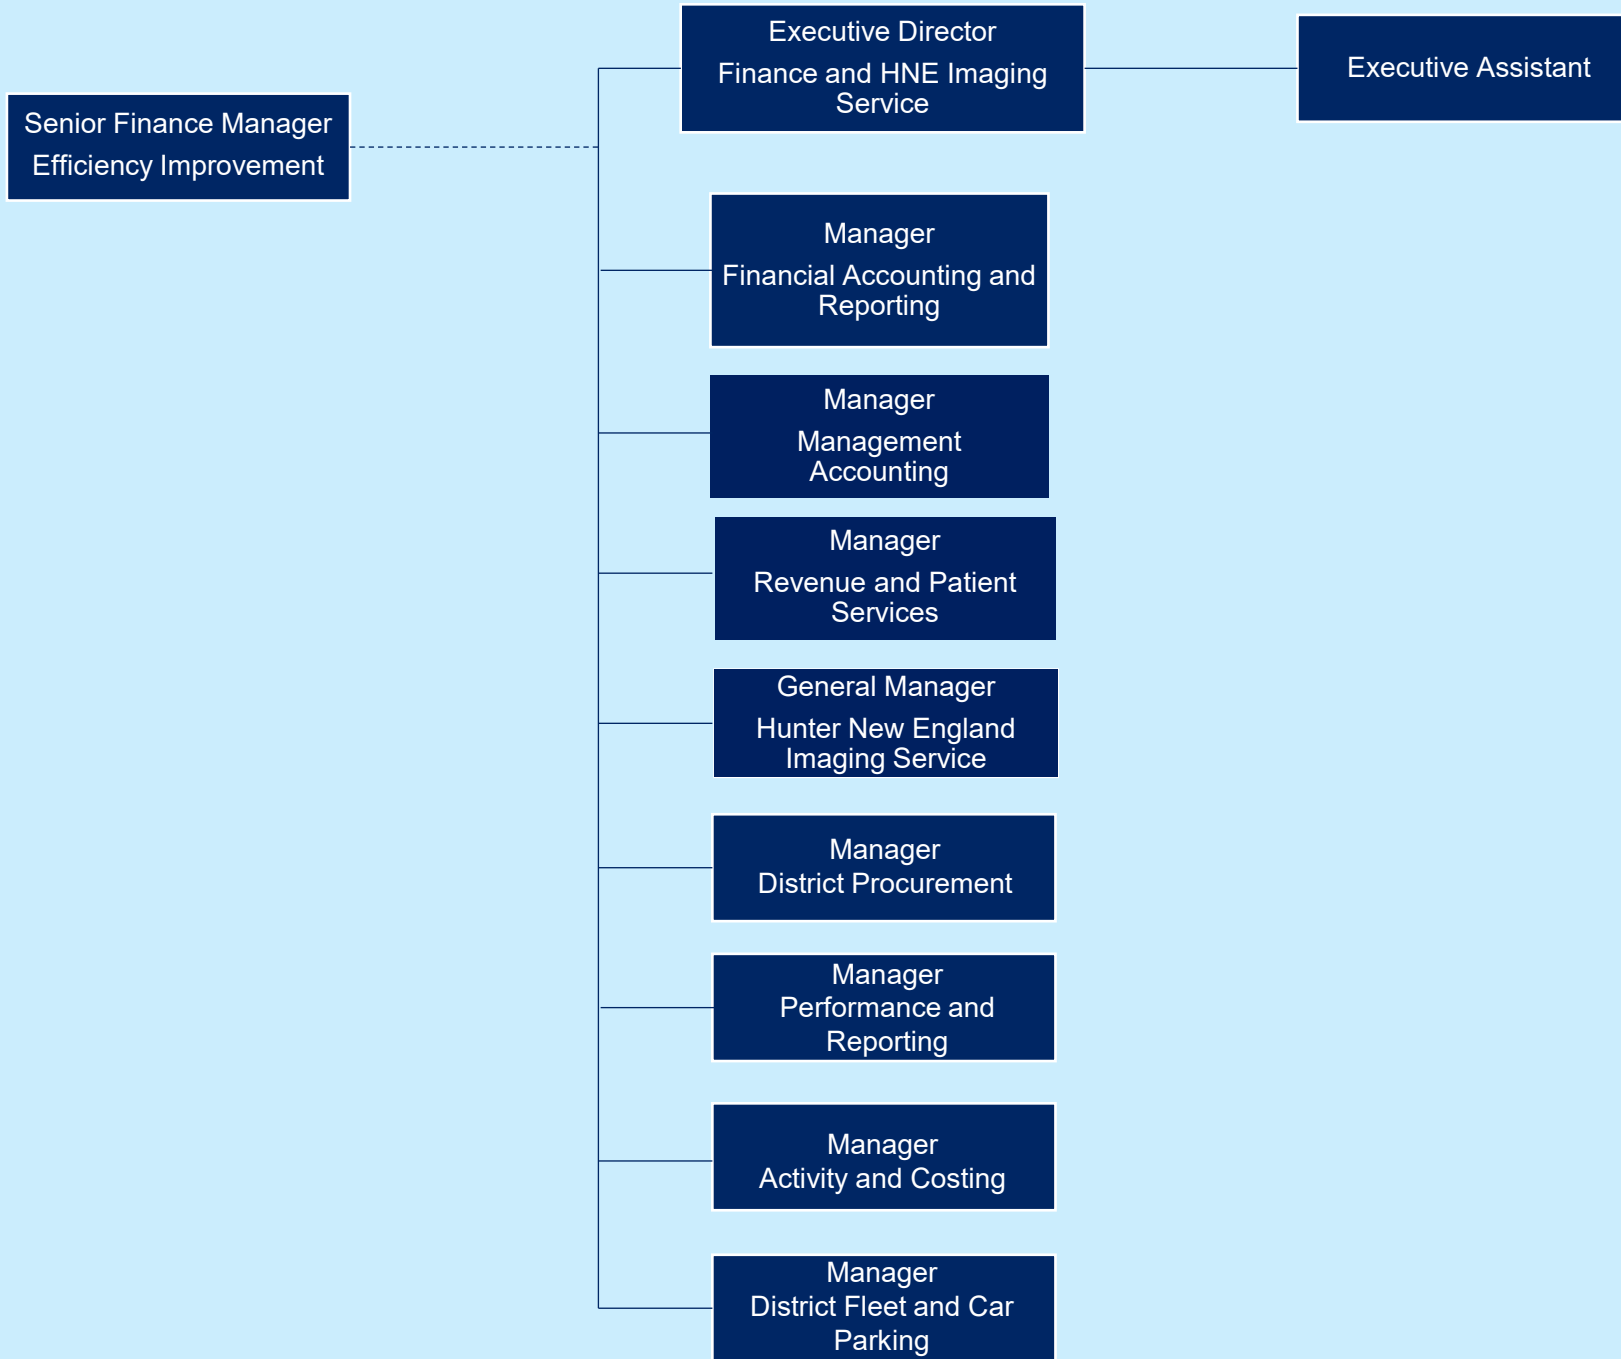 Executive Director
Finance and HNE Imaging
Service
Executive Assistant
Senior Finance Manager
Efficiency Improvement
Manager
Financial Accounting and
Reporting
Manager
Management
Accounting
Manager
Revenue and Patient
Services
General Manager
Hunter New England
Imaging Service
Manager
District Procurement
Manager
Performance and
Reporting
Manager
Activity and Costing
Manager
District Fleet and Car
Parking